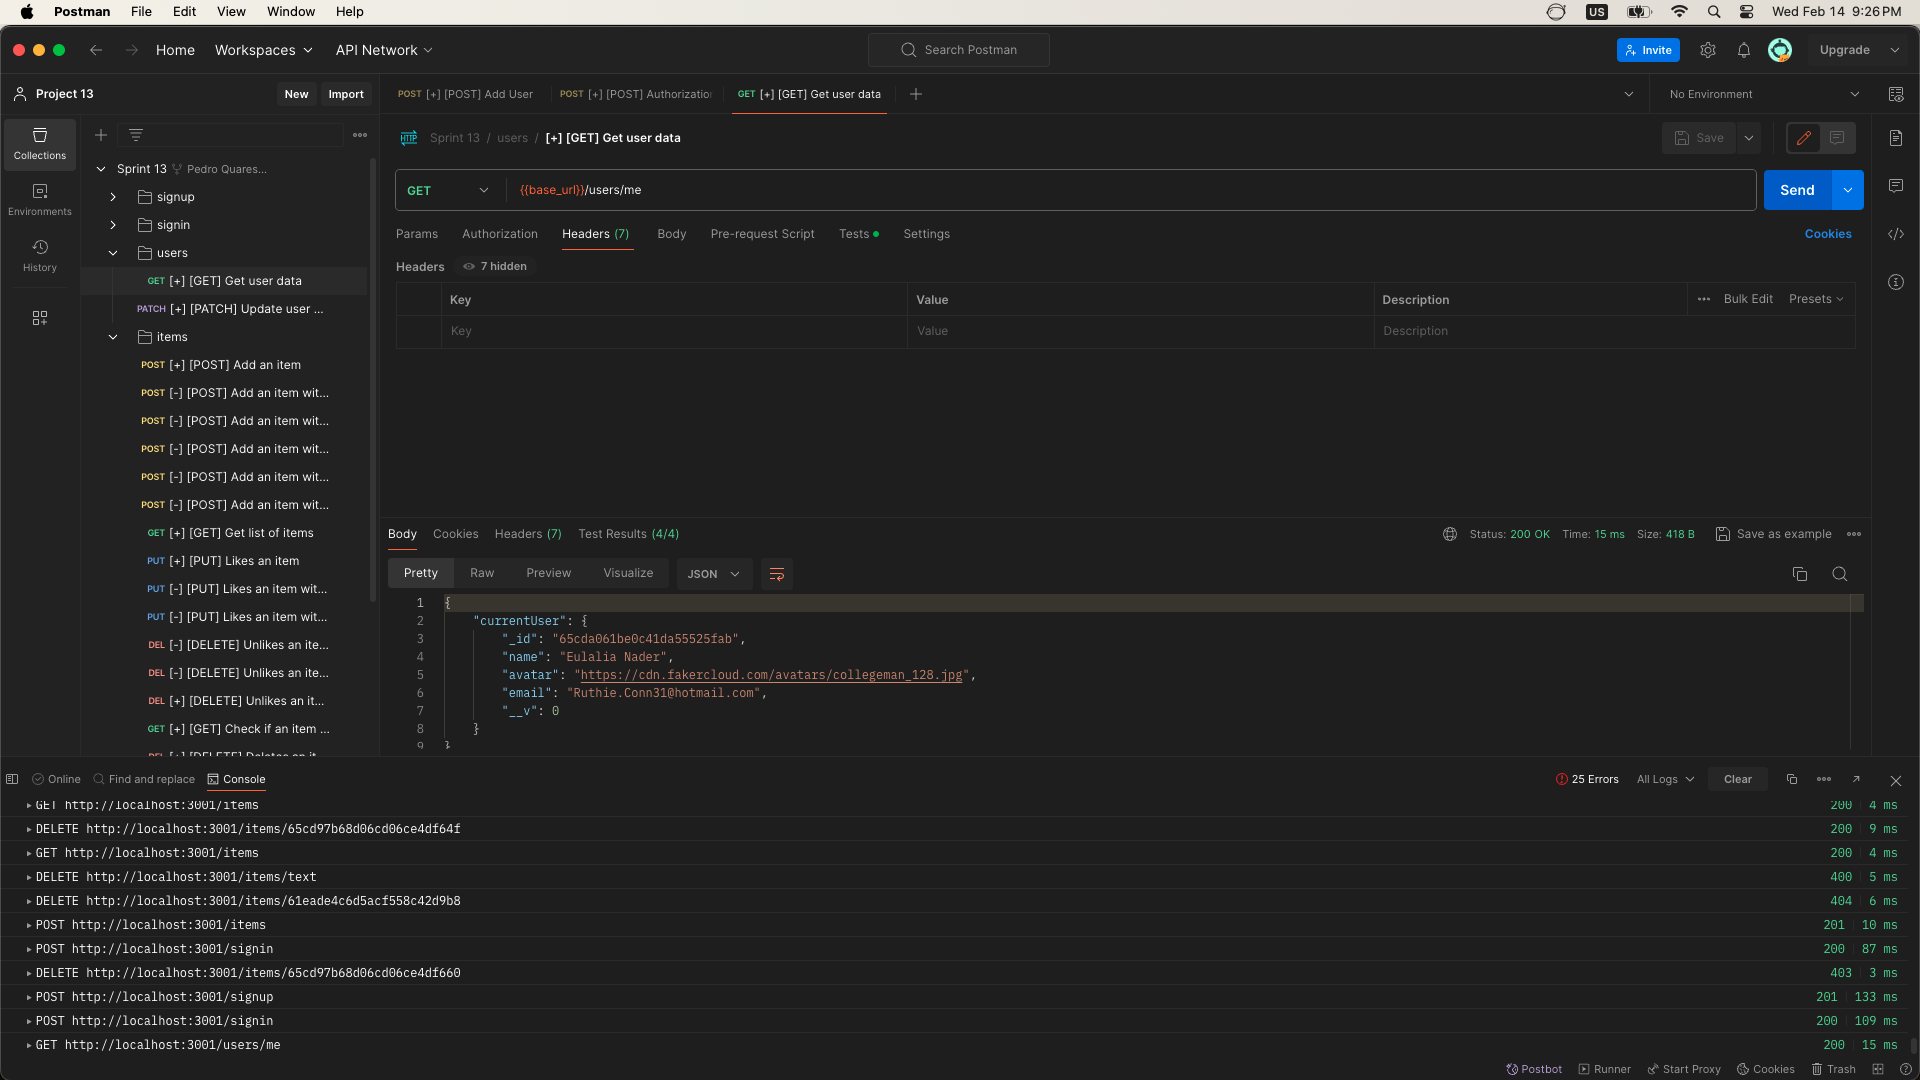 Postman File Edit View Window Help
US Wed Feb 14 9:26 PM
Home Workspaces API Network
Search Postman
Invite Upgrade
Project 13 New Import
POST [+] [POST] Add User POST [+] [POST] Authorizatio GET [+] [GET] Get user data
No Environment
Collections
Environments
History
Sprint 13 Pedro Quares...
signup
signin
users
GET [+] [GET] Get user data
PATCH [+] [PATCH] Update user ...
items
POST [+] [POST] Add an item
POST [-] [POST] Add an item wit...
POST [-] [POST] Add an item wit...
POST [-] [POST] Add an item wit...
POST [-] [POST] Add an item wit...
POST [-] [POST] Add an item wit...
GET [+] [GET] Get list of items
PUT [+] [PUT] Likes an item
PUT [-] [PUT] Likes an item wit...
PUT [-] [PUT] Likes an item wit...
DEL [-] [DELETE] Unlikes an ite...
DEL [-] [DELETE] Unlikes an ite...
DEL [+] [DELETE] Unlikes an it...
GET [+] [GET] Check if an item ...
DEL [+] [DELETE] Deletes an it...
HTTP Sprint 13 / users / [+] [GET] Get user data
Save
GET {{base_url}}/users/me
Send
Params Authorization Headers (7) Body Pre-request Script Tests Settings Cookies
Headers 7 hidden
Key Value Description Bulk Edit Presets
Key Value Description
Body Cookies Headers (7) Test Results (4/4)
Status: 200 OK Time: 15 ms Size: 418 B Save as example
Pretty Raw Preview Visualize JSON
1 {
2 "currentUser": {
3 "_id": "65cda061be0c41da55525fab",
4 "name": "Eulalia Nader",
5 "avatar": "https://cdn.fakercloud.com/avatars/collegeman_128.jpg",
6 "email": "Ruthie.Conn31@hotmail.com",
7 "__v": 0
8 }
9 }
Online Find and replace Console
25 Errors All Logs Clear
GET http://localhost:3001/items 200 4 ms
DELETE http://localhost:3001/items/65cd97b68d06cd06ce4df64f 200 9 ms
GET http://localhost:3001/items 200 4 ms
DELETE http://localhost:3001/items/text 400 5 ms
DELETE http://localhost:3001/items/61eade4c6d5acf558c42d9b8 404 6 ms
POST http://localhost:3001/items 201 10 ms
POST http://localhost:3001/signin 200 87 ms
DELETE http://localhost:3001/items/65cd97b68d06cd06ce4df660 403 3 ms
POST http://localhost:3001/signup 201 133 ms
POST http://localhost:3001/signin 200 109 ms
GET http://localhost:3001/users/me 200 15 ms
Postbot Runner Start Proxy Cookies Trash